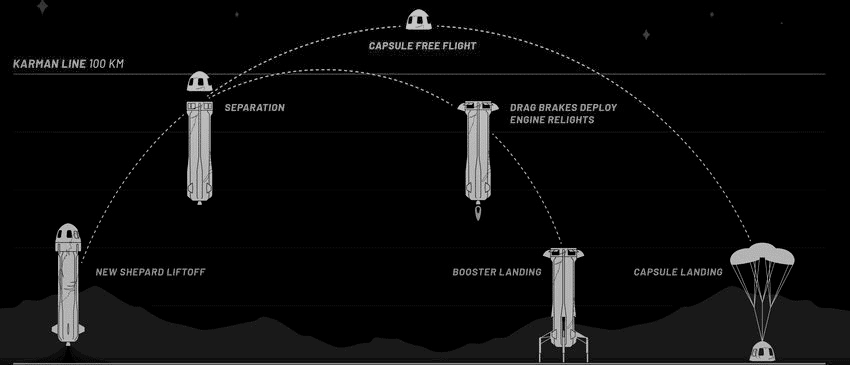 CAPSULE FREE FLIGHT
KARMAN LINE 100 KM
SEPARATION
DRAG BRAKES DEPLOY
ENGINE RELIGHTS
NEW SHEPARD LIFTOFF
BOOSTER LANDING
CAPSULE LANDING